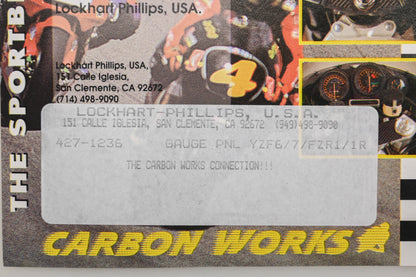 Lockhart Phillips, USA.
Lockhart Phillips, USA,
151 Calle Iglesia,
San Clemente, CA 92672
(714) 498-9090
4
THE SPORTB
LOCKHART-PHILLIPS, U.S.A.
151 CALLE IGLESIA, SAN CLEMENTE, CA 92672 (949)498-9090
427-1236 GAUGE PNL YZF6/7/FZR1/1R
THE CARBON WORKS CONNECTION!!!
CARBON WORKS